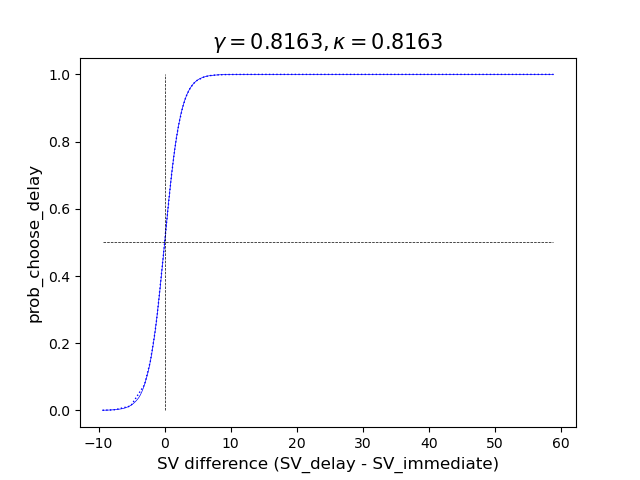 γ = 0.8163, κ = 0.8163
prob_choose_delay
1.0
0.8
0.6
0.4
0.2
0.0
−10 0 10 20 30 40 50 60
SV difference (SV_delay - SV_immediate)